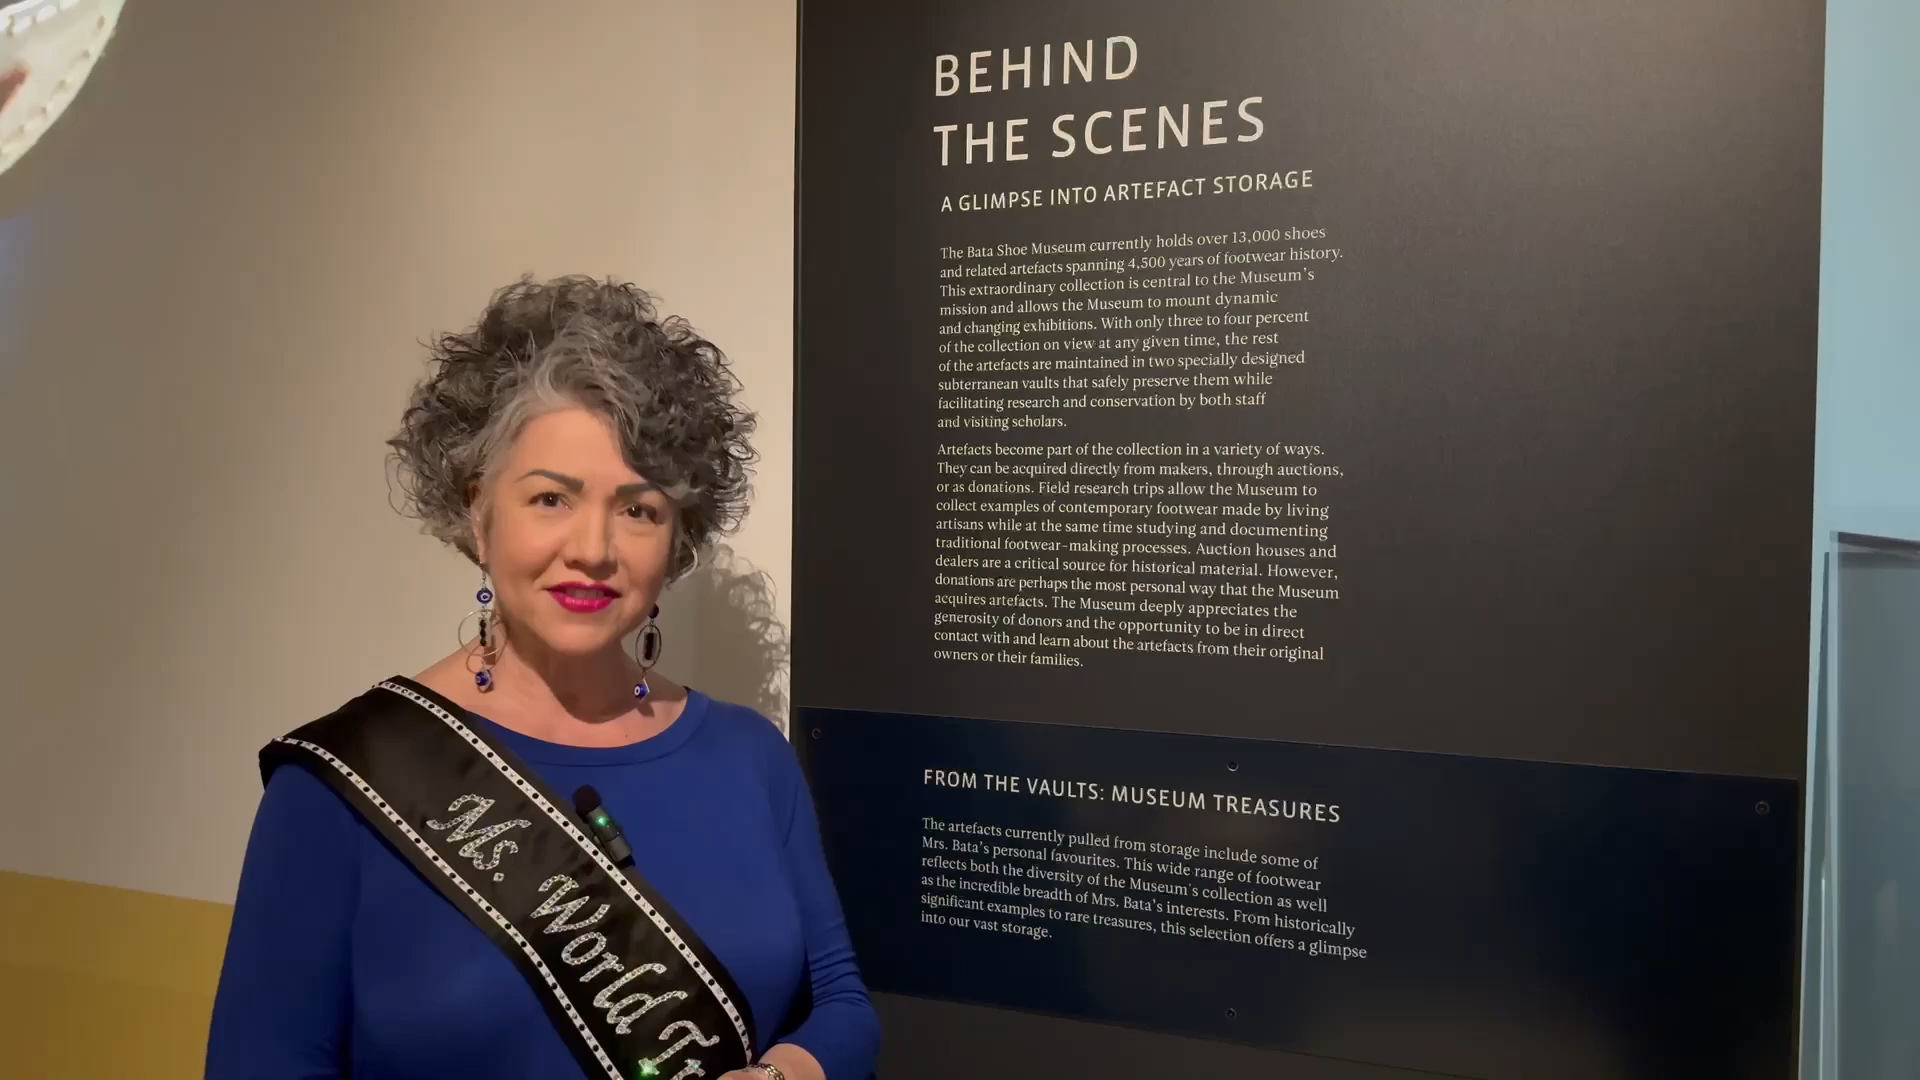 BEHIND
THE SCENES
A GLIMPSE INTO ARTEFACT STORAGE
The Bata Shoe Museum currently holds over 13,000 shoes
and related artefacts spanning 4,500 years of footwear history.
This extraordinary collection is central to the Museum's
mission and allows the Museum to mount dynamic
and changing exhibitions. With only three to four percent
of the collection on view at any given time, the rest
of the artefacts are maintained in two specially designed
subterranean vaults that safely preserve them while
facilitating research and conservation by both staff
and visiting scholars.
Artefacts become part of the collection in a variety of ways.
They can be acquired directly from makers, through auctions,
or as donations. Field research trips allow the Museum to
collect examples of contemporary footwear made by living
artisans while at the same time studying and documenting
traditional footwear-making processes. Auction houses and
dealers are a critical source for historical material. However,
donations are perhaps the most personal way that the Museum
acquires artefacts. The Museum deeply appreciates the
generosity of donors and the opportunity to be in direct
contact with and learn about the artefacts from their original
owners or their families.
FROM THE VAULTS: MUSEUM TREASURES
The artefacts currently pulled from storage include some of
Mrs. Bata's personal favourites. This wide range of footwear
reflects both the diversity of the Museum's collection as well
as the incredible breadth of Mrs. Bata's interests. From historically
significant examples to rare treasures, this selection offers a glimpse
into our vast storage.
Ms. World